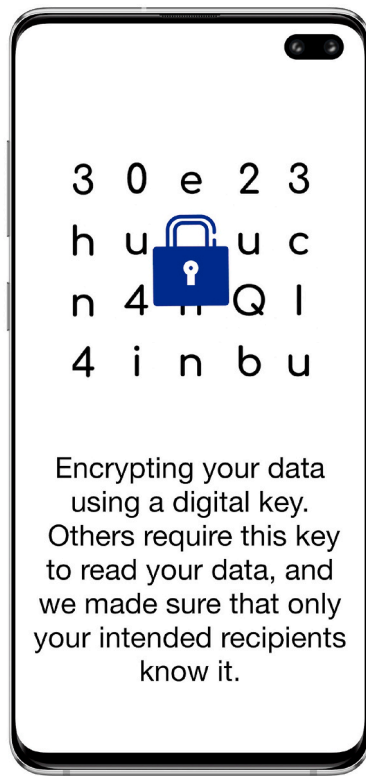 3 0 e 2 3
h u u c
n 4 Q l
4 i n b u
Encrypting your data
using a digital key.
Others require this key
to read your data, and
we made sure that only
your intended recipients
know it.